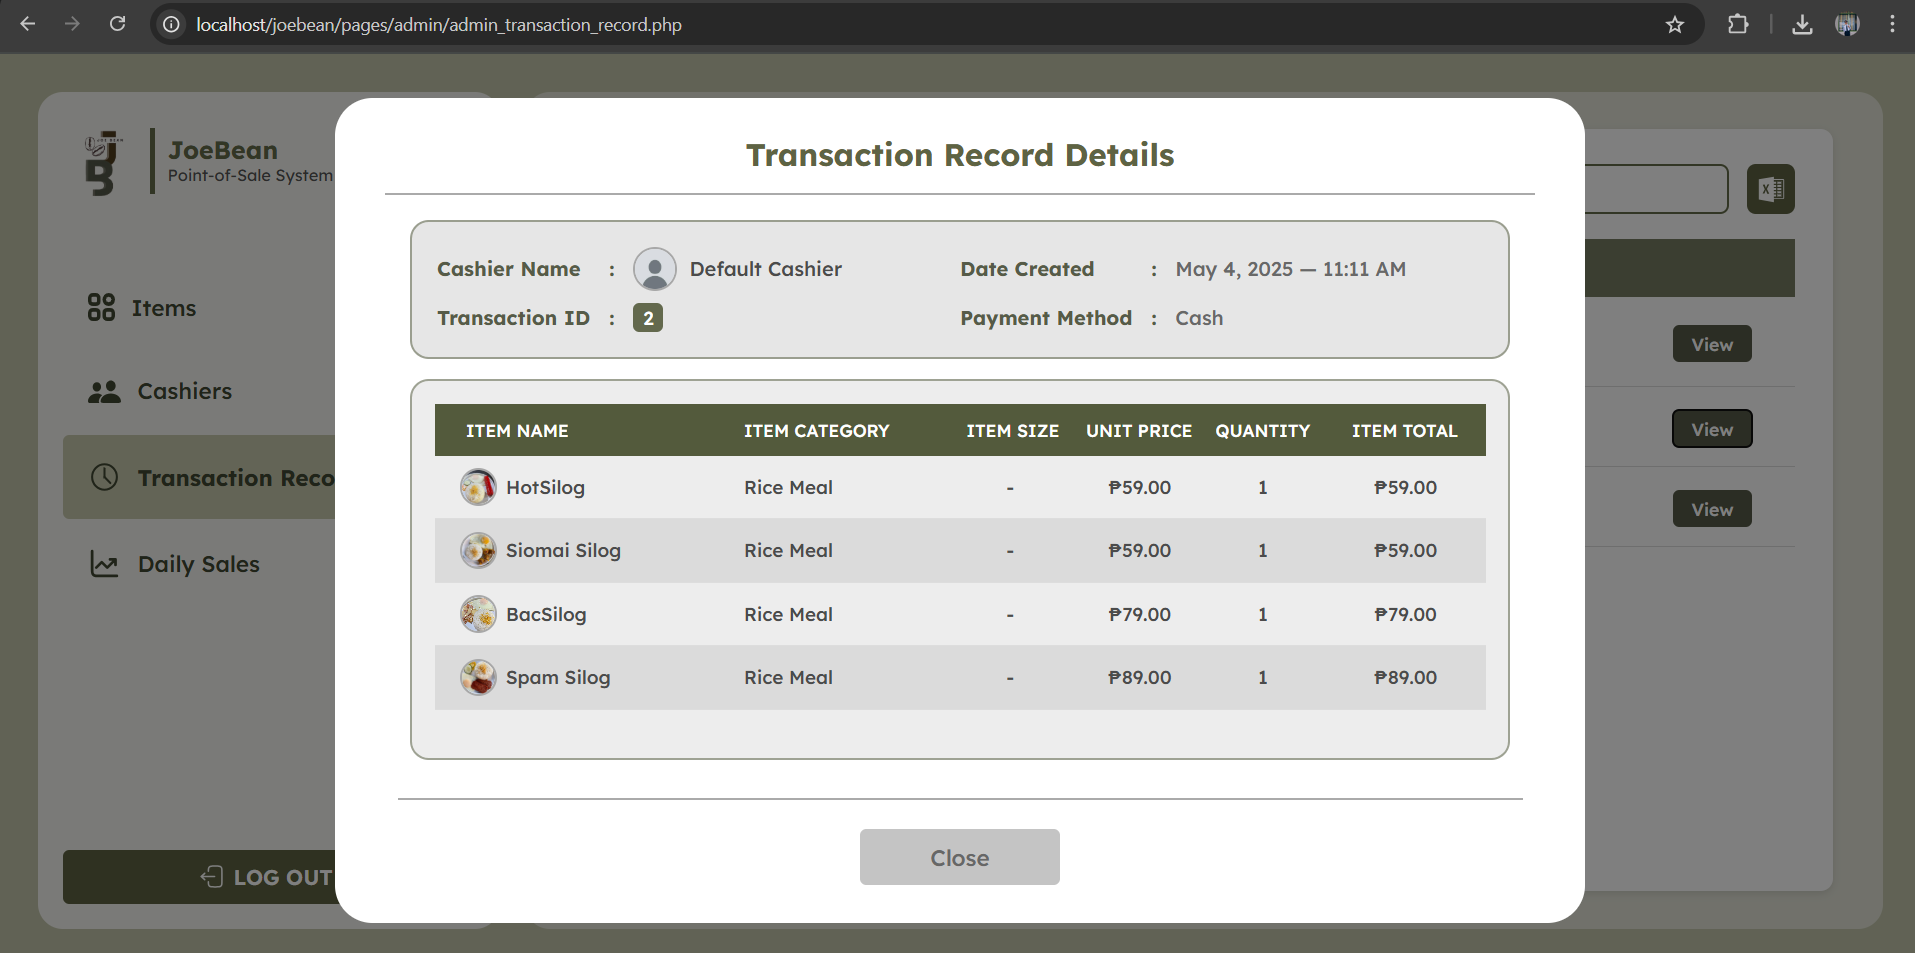 localhost/joebean/pages/admin/admin_transaction_record.php
JoeBean
Point-of-Sale System
Items
Cashiers
Transaction Reco
Daily Sales
LOG OUT
Transaction Record Details
Cashier Name : Default Cashier
Date Created : May 4, 2025 — 11:11 AM
Transaction ID : 2
Payment Method : Cash
ITEM NAME ITEM CATEGORY ITEM SIZE UNIT PRICE QUANTITY ITEM TOTAL
HotSilog Rice Meal - ₱59.00 1 ₱59.00
Siomai Silog Rice Meal - ₱59.00 1 ₱59.00
BacSilog Rice Meal - ₱79.00 1 ₱79.00
Spam Silog Rice Meal - ₱89.00 1 ₱89.00
Close
View
View
View